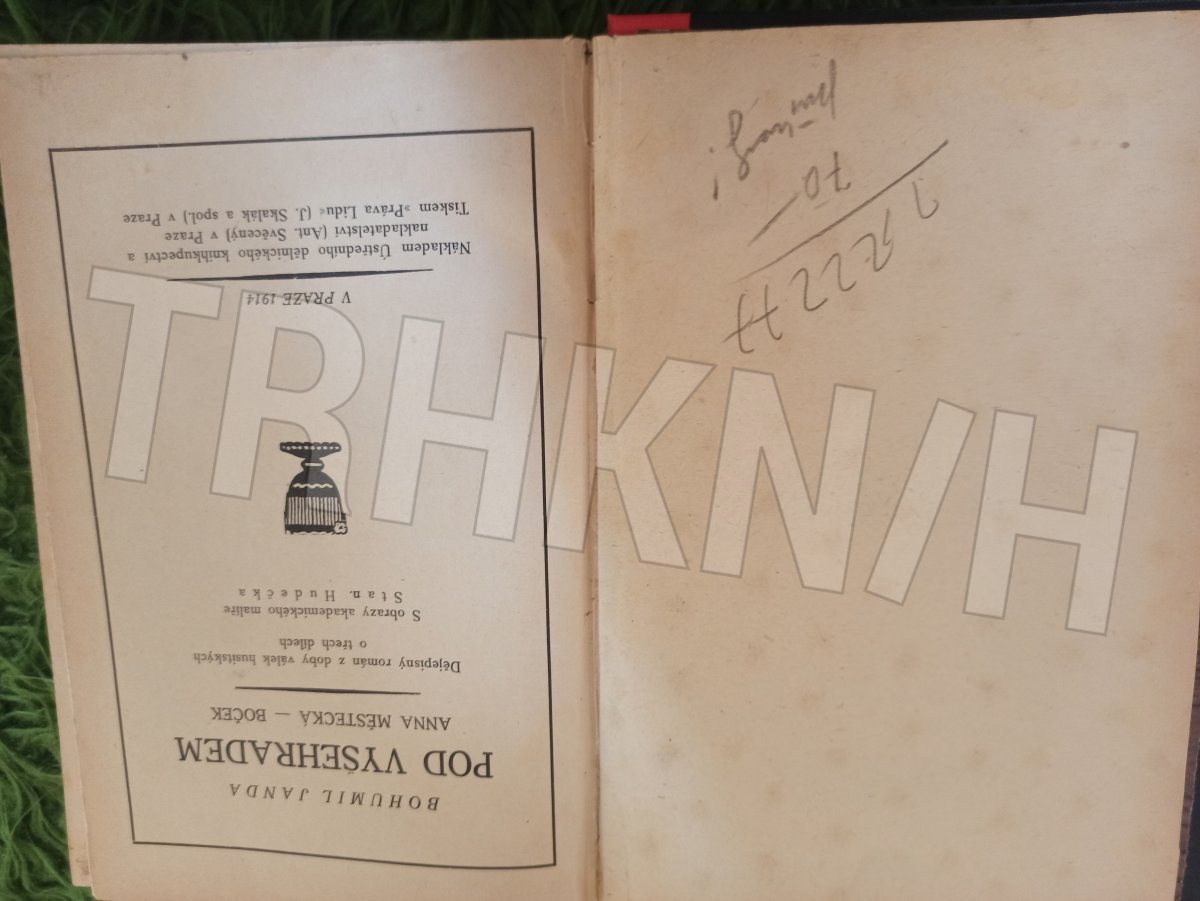 BOHUMIL JANDA
POD VYŠEHRADEM
ANNA MĚSTECKÁ — BOČEK
Dějepisný román z doby válek husitských
o třech dílech
S obrazy akademického malíře
Stan. Hudečka
V PRAZE 1914
Nákladem Ústředního dělnického knihkupectví a
nakladatelství (Ant. Svěcený) v Praze
Tiskem »Práva Lidu« (J. Skalák a spol.) v Praze
70
TRHKNIH